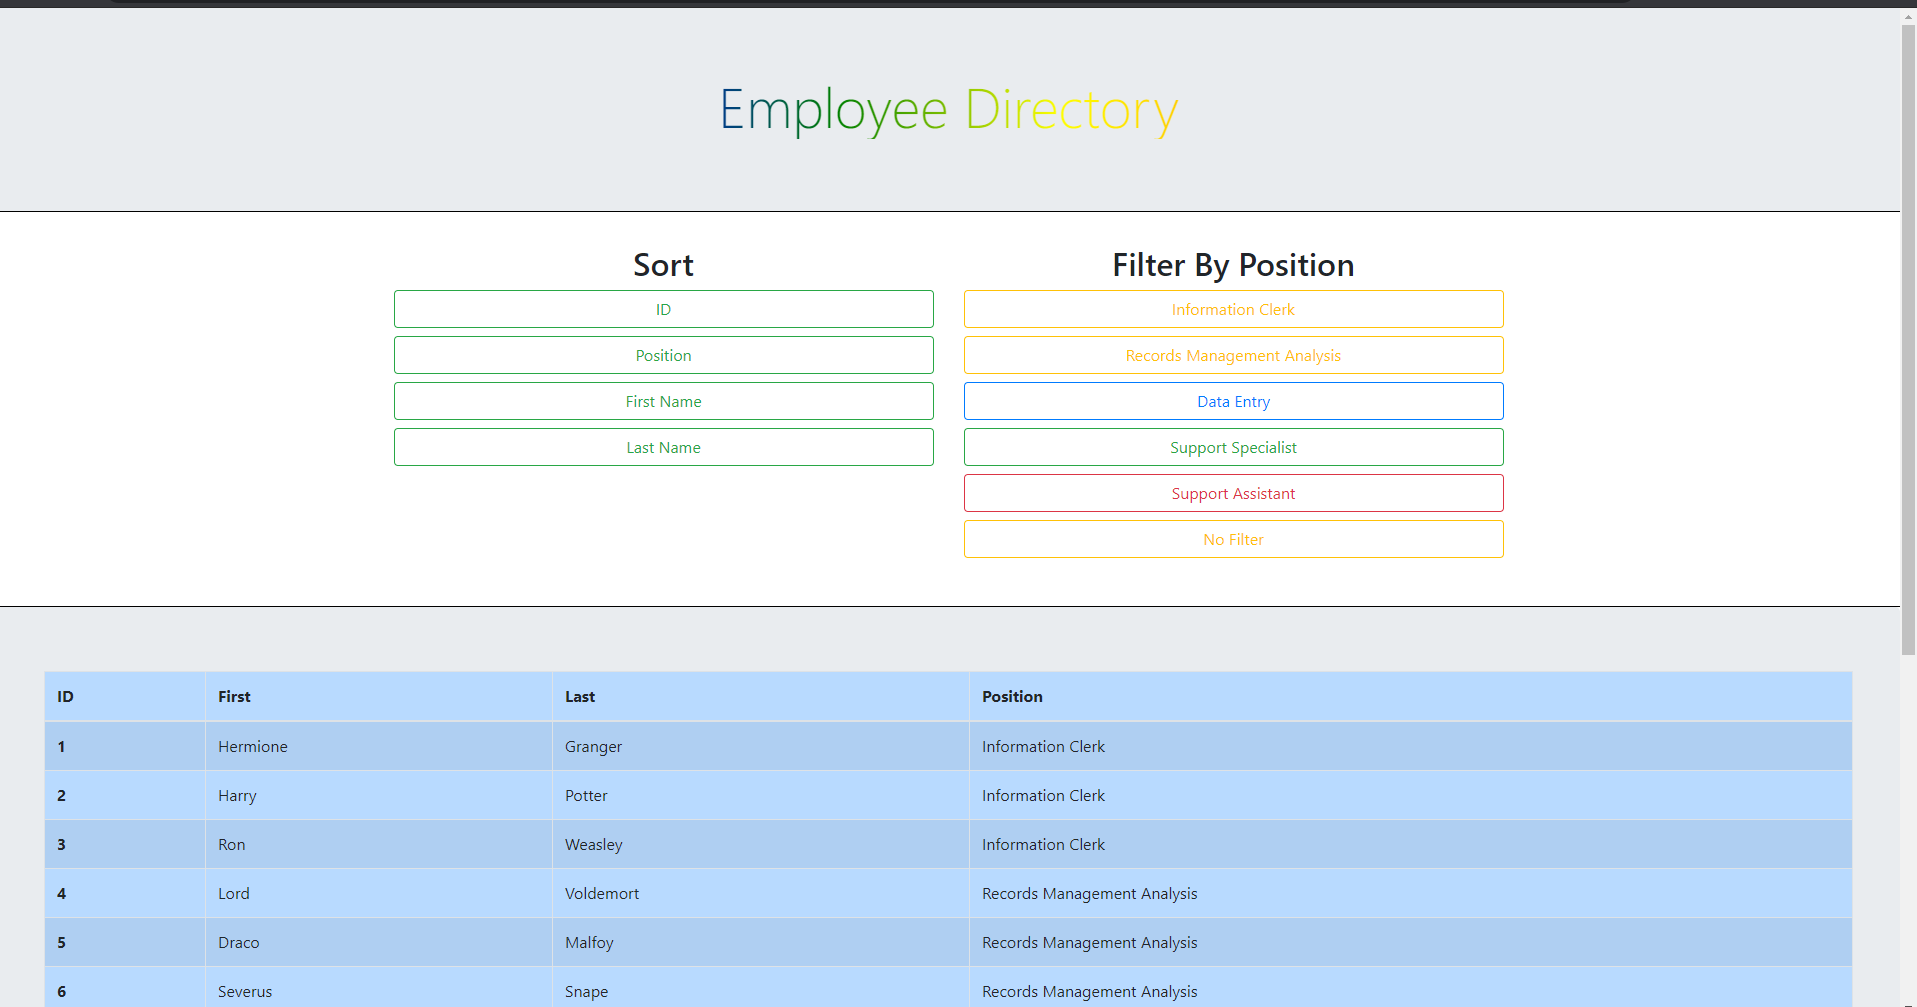 Employee Directory
Sort
ID
Position
First Name
Last Name
Filter By Position
Information Clerk
Records Management Analysis
Data Entry
Support Specialist
Support Assistant
No Filter
ID First Last Position
1 Hermione Granger Information Clerk
2 Harry Potter Information Clerk
3 Ron Weasley Information Clerk
4 Lord Voldemort Records Management Analysis
5 Draco Malfoy Records Management Analysis
6 Severus Snape Records Management Analysis